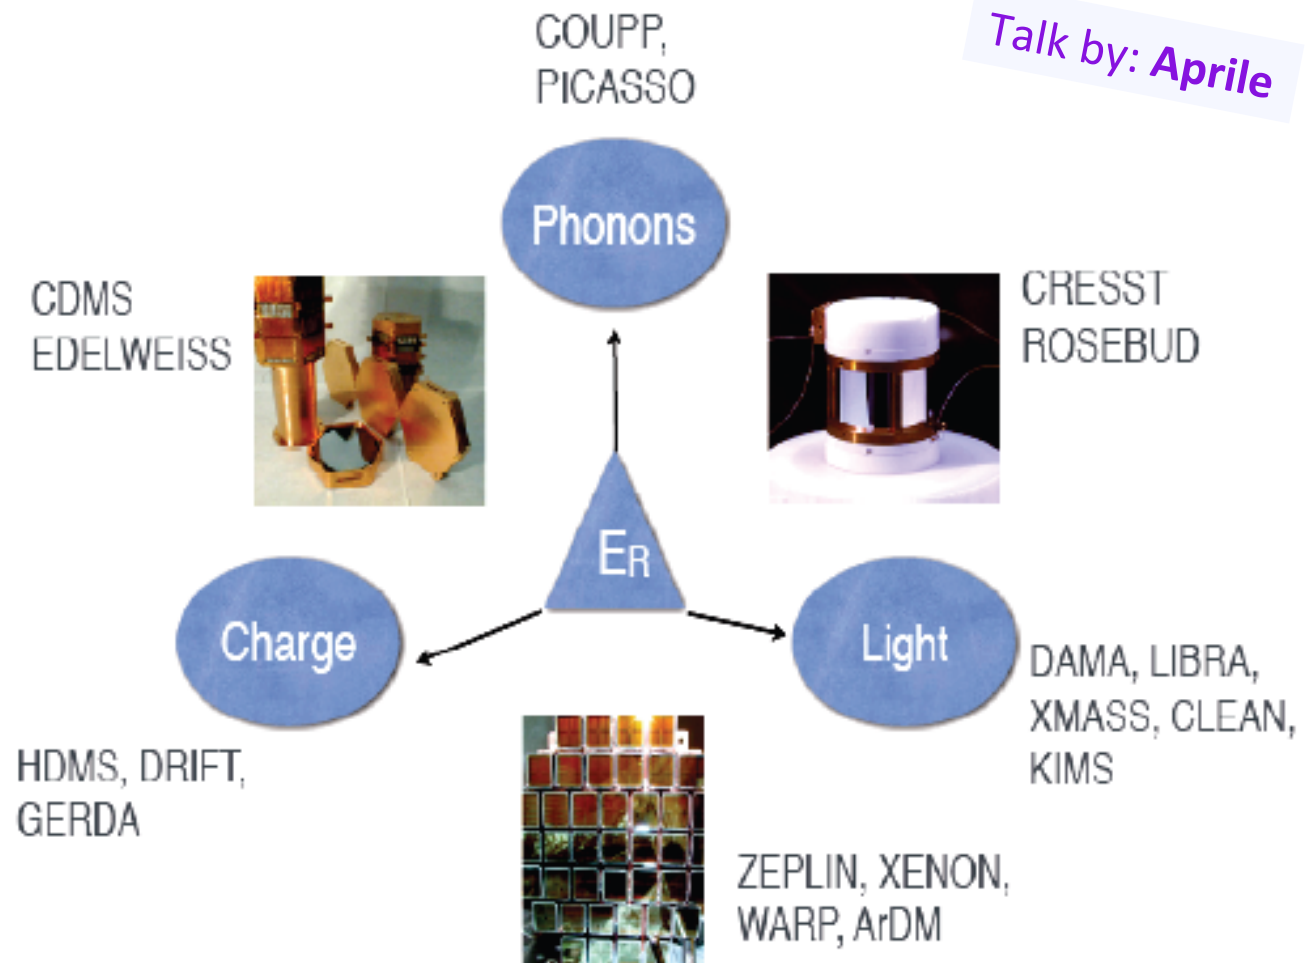 COUPP,
PICASSO
Talk by: Aprile
Phonons
CDMS
EDELWEISS
CRESST
ROSEBUD
ER
Charge
Light
DAMA, LIBRA,
XMASS, CLEAN,
KIMS
HDMS, DRIFT,
GERDA
ZEPLIN, XENON,
WARP, ArDM